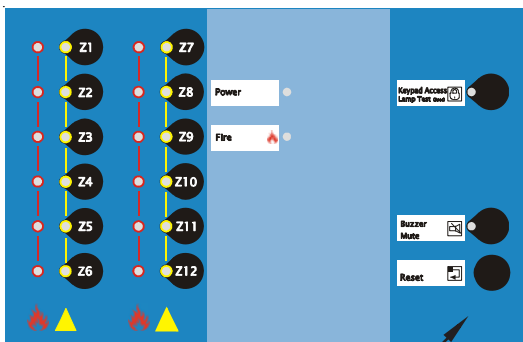 Z1
Z2
Z3
Z4
Z5
Z6
Z7
Z8
Z9
Z10
Z11
Z12
Power
Fire
Keypad Access
Lamp Test
Buzzer
Mute
Reset